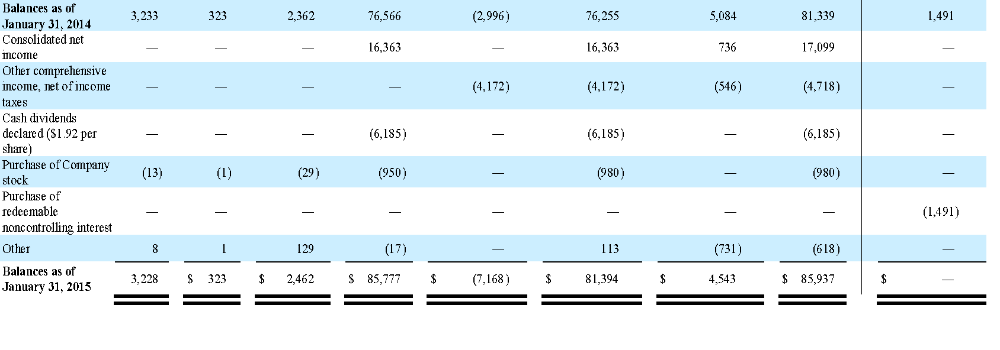 Balances as of
January 31, 2014 3,233 323 2,362 76,566 (2,996) 76,255 5,084 81,339 1,491
Consolidated net
income — — — 16,363 — 16,363 736 17,099 —
Other comprehensive
income, net of income — — — — (4,172) (4,172) (546) (4,718) —
taxes
Cash dividends
declared ($1.92 per — — — (6,185) — (6,185) — (6,185) —
share)
Purchase of Company
stock (13) (1) (29) (950) — (980) — (980) —
Purchase of
redeemable — — — — — — — — (1,491)
noncontrolling interest
Other 8 1 129 (17) — 113 (731) (618) —
Balances as of
January 31, 2015 3,228 $ 323 $ 2,462 $ 85,777 $ (7,168) $ 81,394 $ 4,543 $ 85,937 $ —